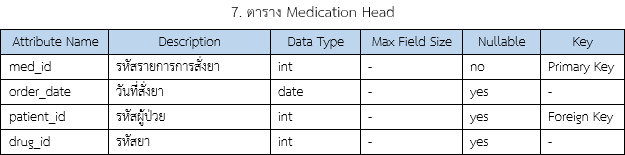 7. ตาราง Medication Head
Attribute Name Description Data Type Max Field Size Nullable Key
med_id รหัสรายการการสั่งยา int - no Primary Key
order_date วันที่สั่งยา date - yes -
patient_id รหัสผู้ป่วย int - yes Foreign Key
drug_id รหัสยา int - yes -